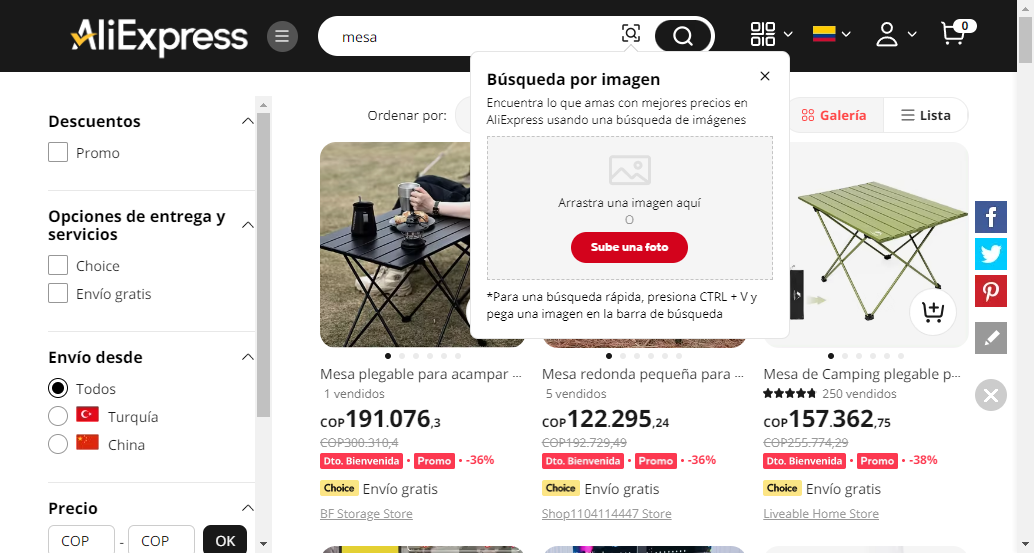 AliExpress
mesa
0
Búsqueda por imagen
Encuentra lo que amas con mejores precios en
AliExpress usando una búsqueda de imágenes
Arrastra una imagen aquí
O
Sube una foto
*Para una búsqueda rápida, presiona CTRL + V y
pega una imagen en la barra de búsqueda
Ordenar por:
Galería
Lista
Descuentos
Promo
Opciones de entrega y
servicios
Choice
Envío gratis
Envío desde
Todos
Turquía
China
Precio
COP - COP OK
Mesa plegable para acampar ...
1 vendidos
COP191.076,3
COP300.310,4
Dto. Bienvenida • Promo • -36%
Choice Envío gratis
BF Storage Store
Mesa redonda pequeña para ...
5 vendidos
COP122.295,24
COP192.729,49
Dto. Bienvenida • Promo • -36%
Choice Envío gratis
Shop1104114447 Store
Mesa de Camping plegable p...
250 vendidos
COP157.362,75
COP255.774,29
Dto. Bienvenida • Promo • -38%
Choice Envío gratis
Liveable Home Store